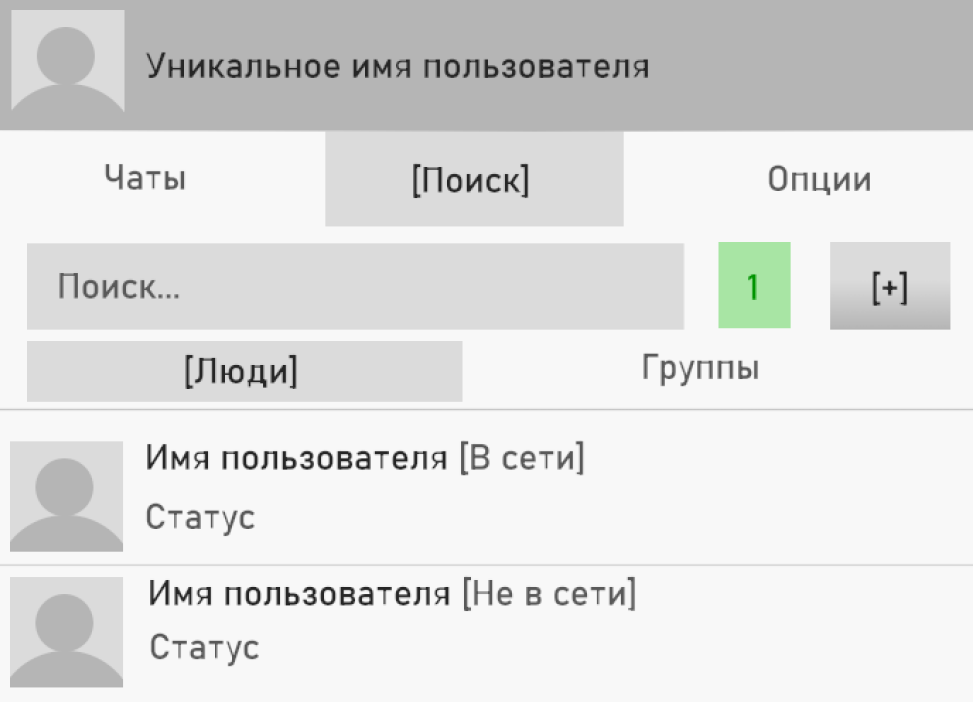 Уникальное имя пользователя
Чаты [Поиск] Опции
Поиск... 1 [+]
[Люди] Группы
Имя пользователя [В сети]
Статус
Имя пользователя [Не в сети]
Статус